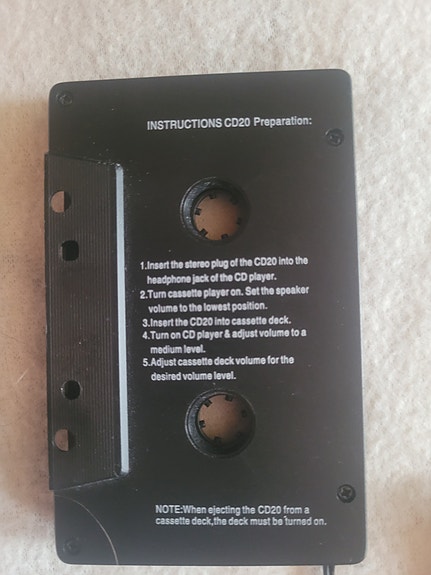 INSTRUCTIONS CD20 Preparation:
1.Insert the stereo plug of the CD20 into the
headphone jack of the CD player.
2.Turn cassette player on. Set the speaker
volume to the lowest position.
3.Insert the CD20 into cassette deck.
4.Turn on CD player & adjust volume to a
medium level.
5.Adjust cassette deck volume for the
desired volume level.
NOTE:When ejecting the CD20 from a
cassette deck,the deck must be turned on.